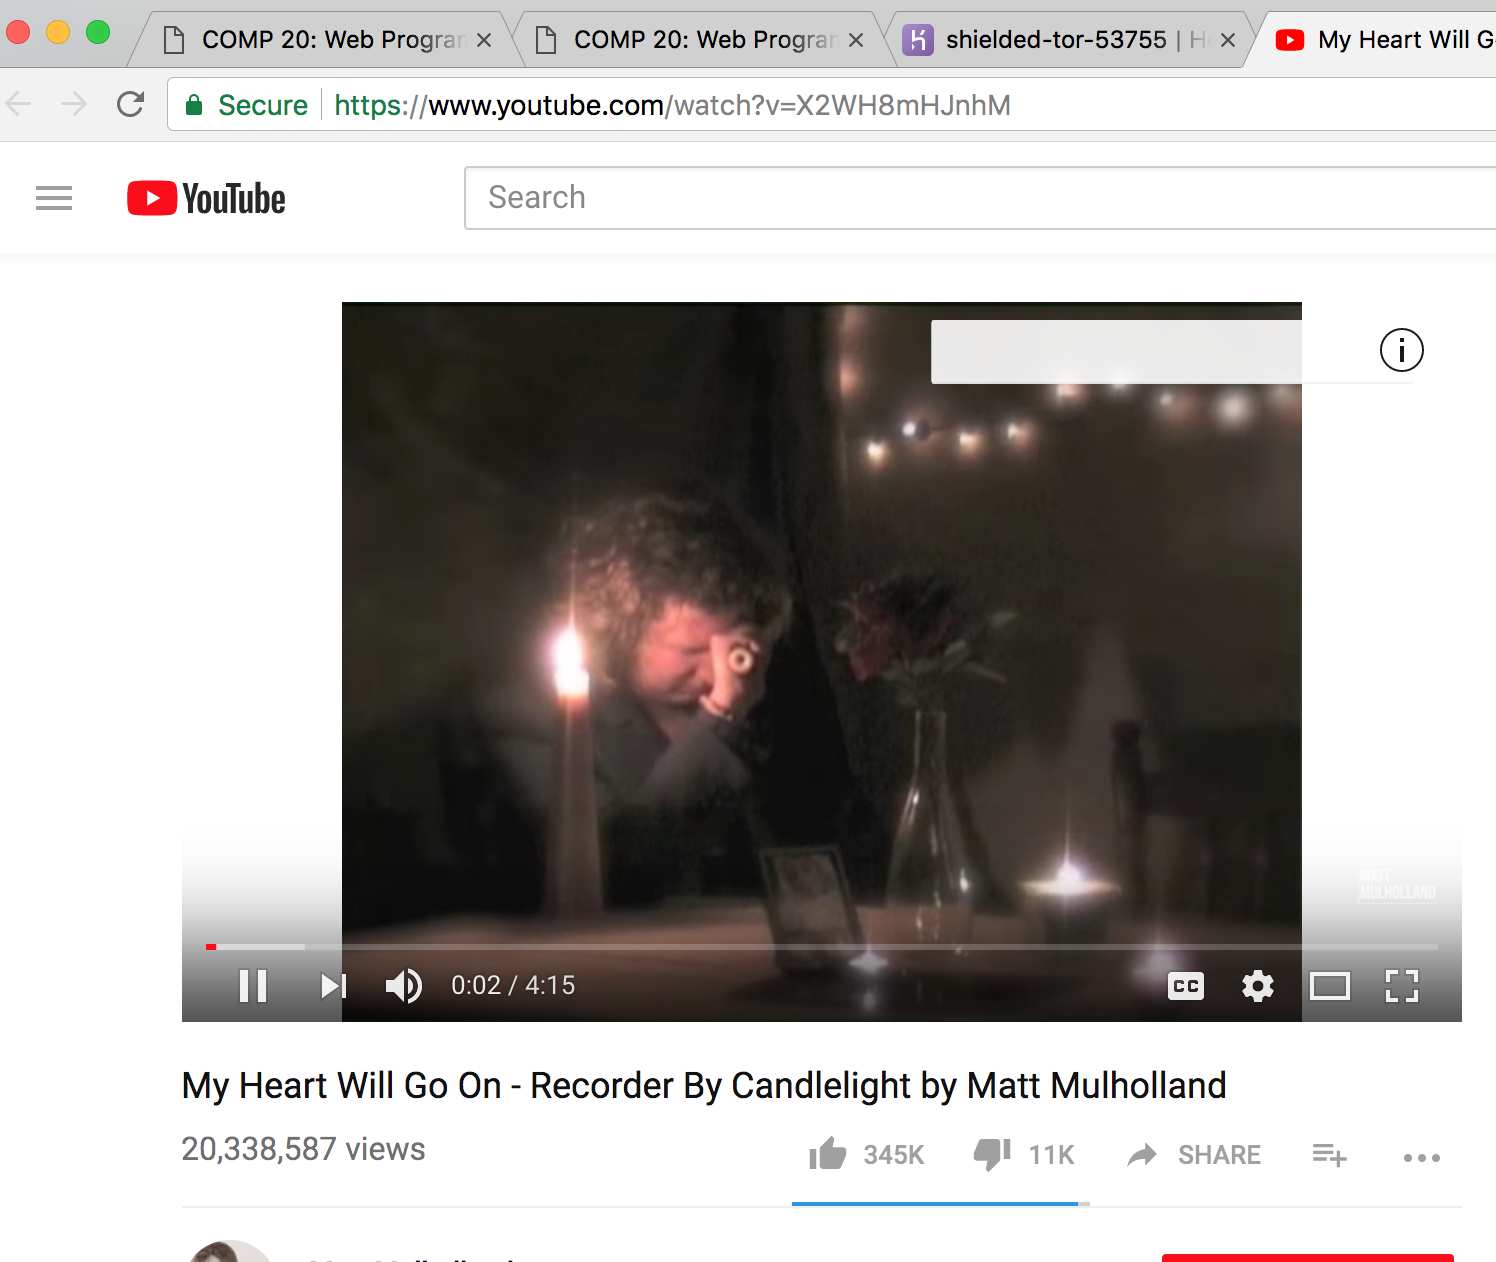 COMP 20: Web Program
COMP 20: Web Program
shielded-tor-53755 | H
My Heart Will G
Secure
https://www.youtube.com/watch?v=X2WH8mHJnhM
YouTube
Search
i
MATT
MULHOLLAND
0:02 / 4:15
CC
My Heart Will Go On - Recorder By Candlelight by Matt Mulholland
20,338,587 views
345K
11K
SHARE